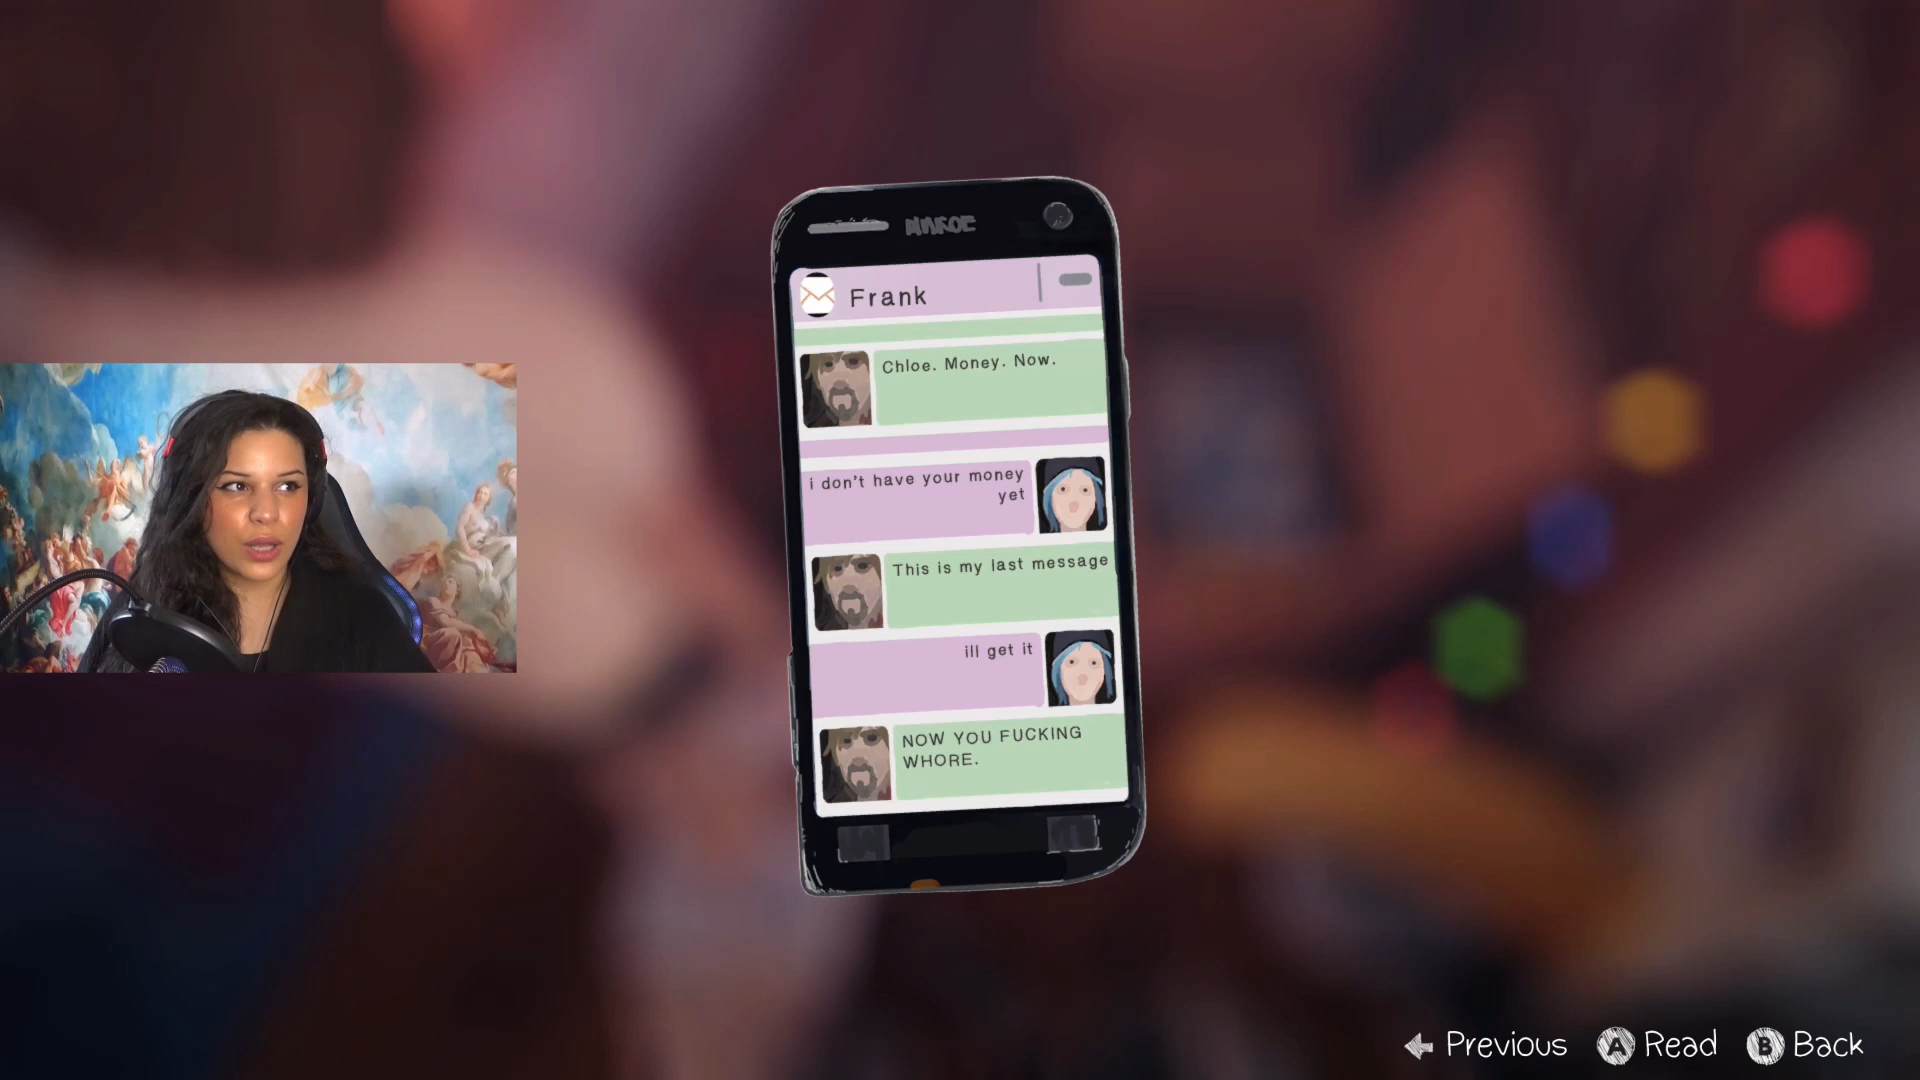 Frank
Chloe. Money. Now.
i don't have your money
yet
This is my last message
ill get it
NOW YOU FUCKING
WHORE.
Previous
A Read
B Back